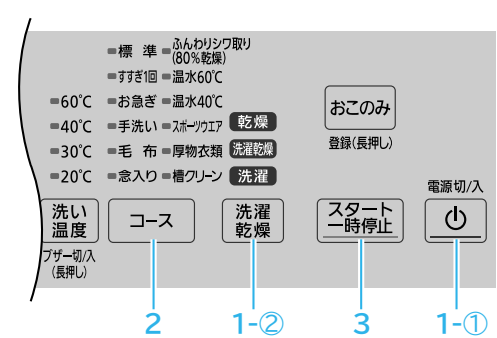 標 準
ふんわりシワ取り
(80%乾燥)
すすぎ1回
温水60℃
60℃
お急ぎ
温水40℃
40℃
手洗い
スポーツウエア
乾燥
30℃
毛 布
厚物衣類
洗濯乾燥
20℃
念入り
槽クリーン
洗濯
おこのみ
登録(長押し)
電源切/入
洗い
温度
コース
洗濯
乾燥
スタート
一時停止
ブザー切/入
(長押し)
2
1-②
3
1-①